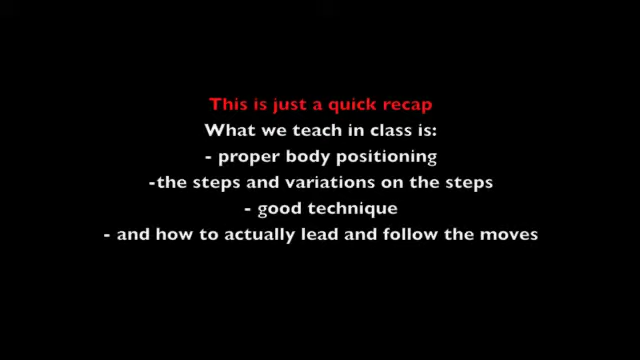 This is just a quick recap
What we teach in class is:
- proper body positioning
-the steps and variations on the steps
- good technique
- and how to actually lead and follow the moves